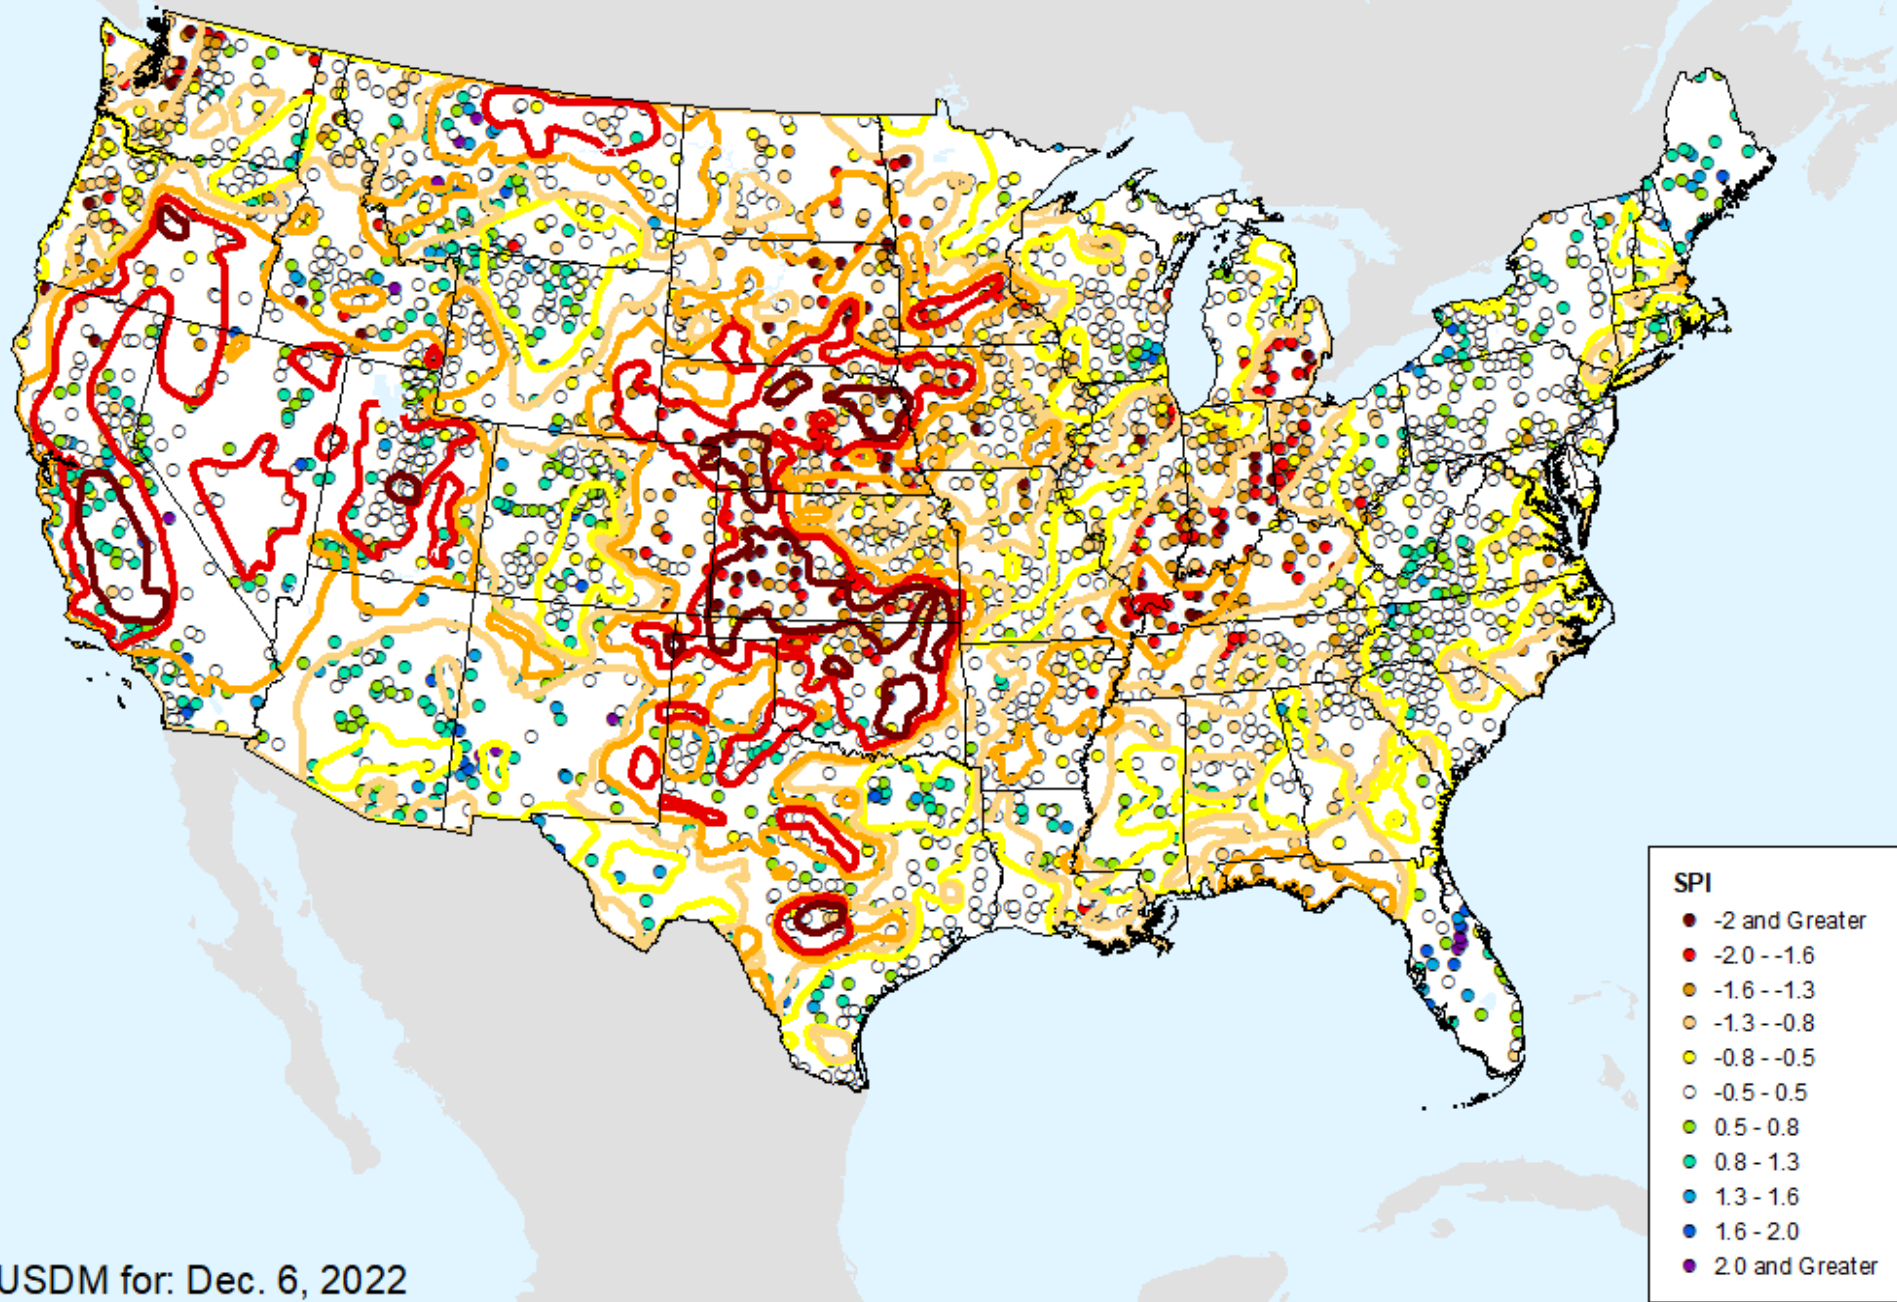 SPI
-2 and Greater
-2.0 - -1.6
-1.6 - -1.3
-1.3 - -0.8
-0.8 - -0.5
-0.5 - 0.5
0.5 - 0.8
0.8 - 1.3
1.3 - 1.6
1.6 - 2.0
2.0 and Greater
USDM for: Dec. 6, 2022